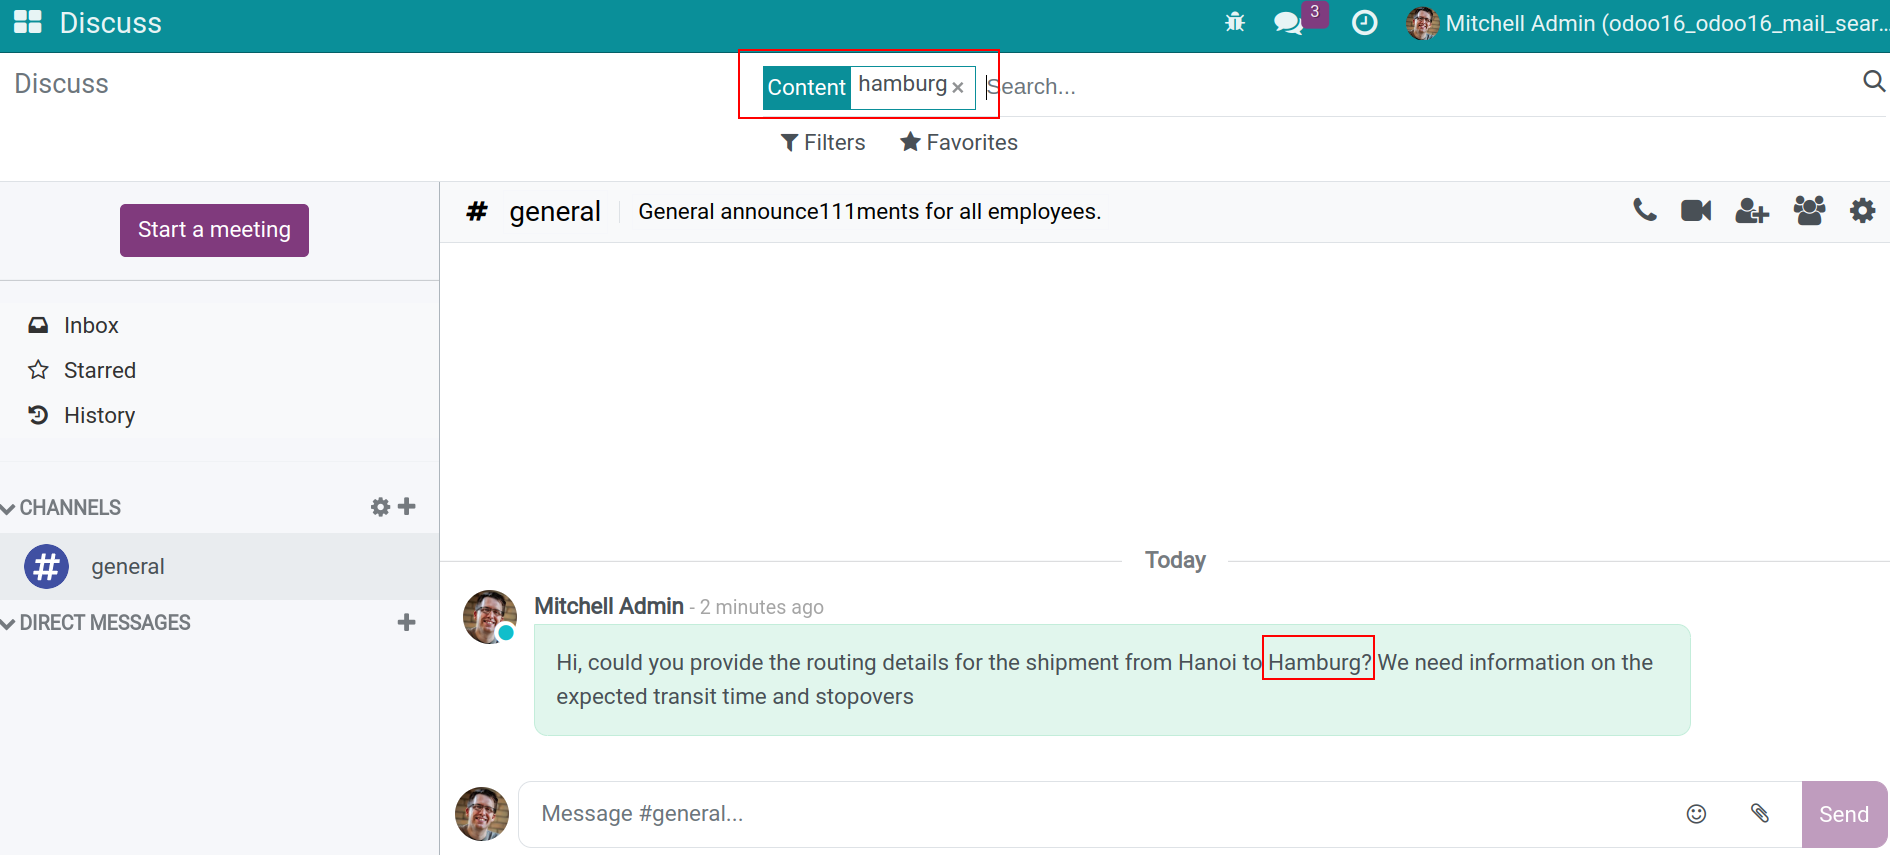 Discuss
3
Mitchell Admin (odoo16_odoo16_mail_sear...
Discuss
Content hamburg × Search...
Filters Favorites
Start a meeting
# general General announce111ments for all employees.
Inbox
Starred
History
CHANNELS
# general
DIRECT MESSAGES
Today
Mitchell Admin - 2 minutes ago
Hi, could you provide the routing details for the shipment from Hanoi to Hamburg? We need information on the
expected transit time and stopovers
Message #general...
Send